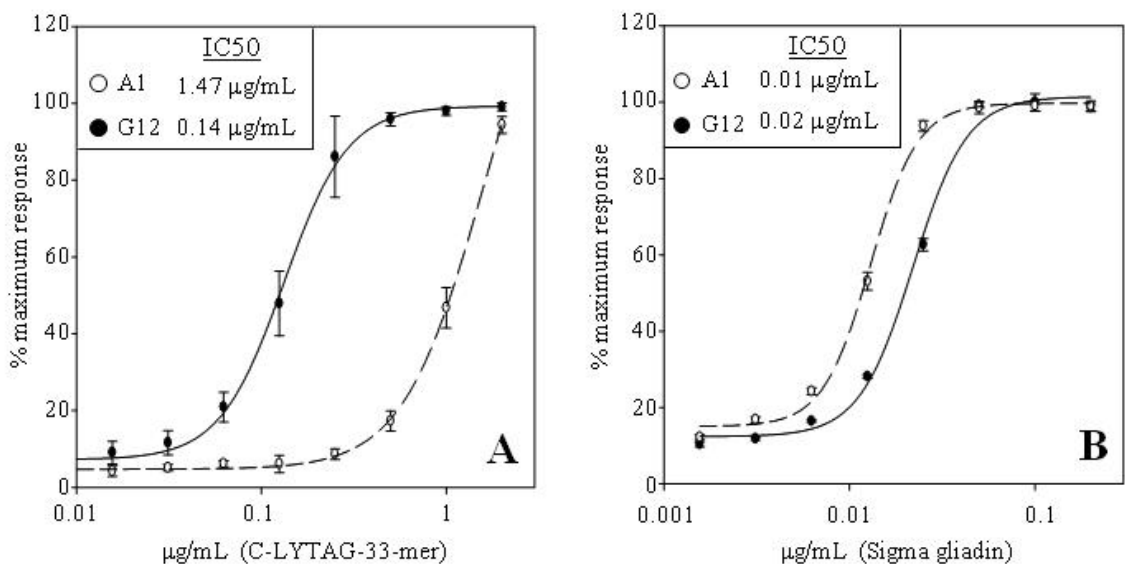 120
100
80
60
40
20
0
% maximum response
IC50
A1 1.47 µg/mL
G12 0.14 µg/mL
A
0.01 0.1 1
µg/mL (C-LYTAG-33-mer)
120
100
80
60
40
20
0
% maximum response
IC50
A1 0.01 µg/mL
G12 0.02 µg/mL
B
0.001 0.01 0.1
µg/mL (Sigma gliadin)